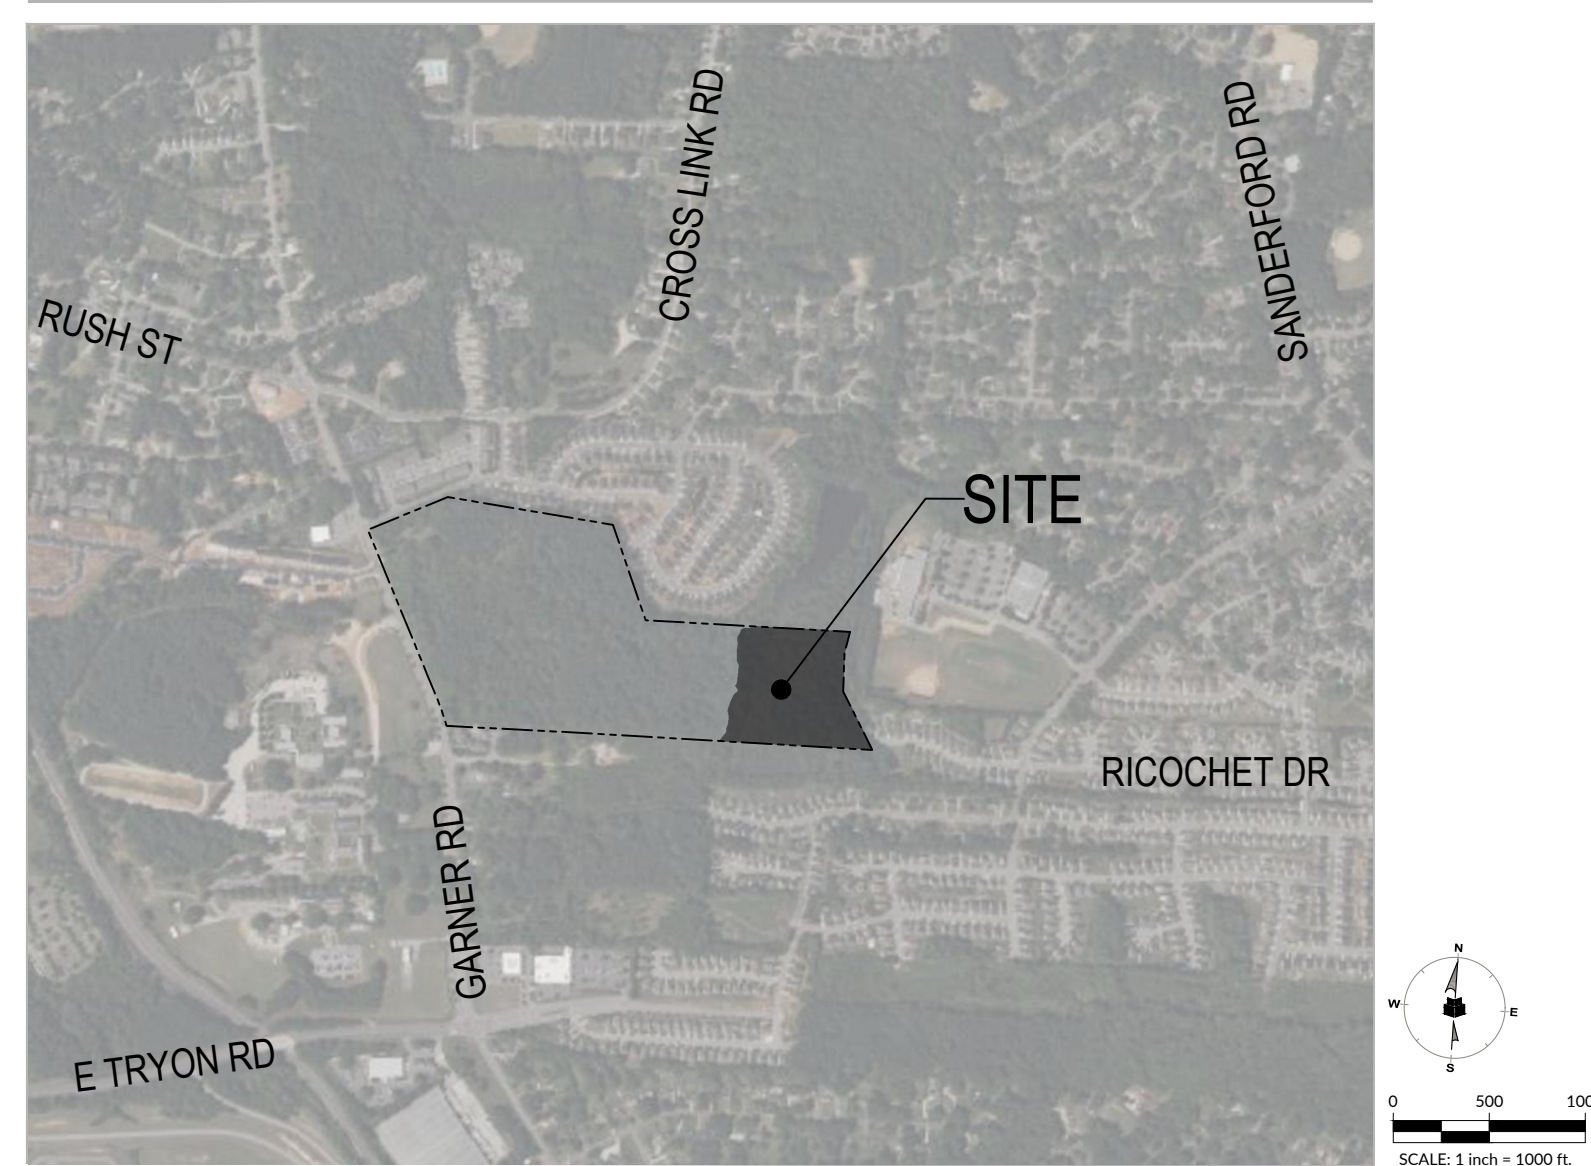 CROSS LINK RD
SANDERFORD RD
RUSH ST
SITE
RICOCHET DR
GARNER RD
E TRYON RD
N
W
E
S
0 500 100
SCALE: 1 inch = 1000 ft.